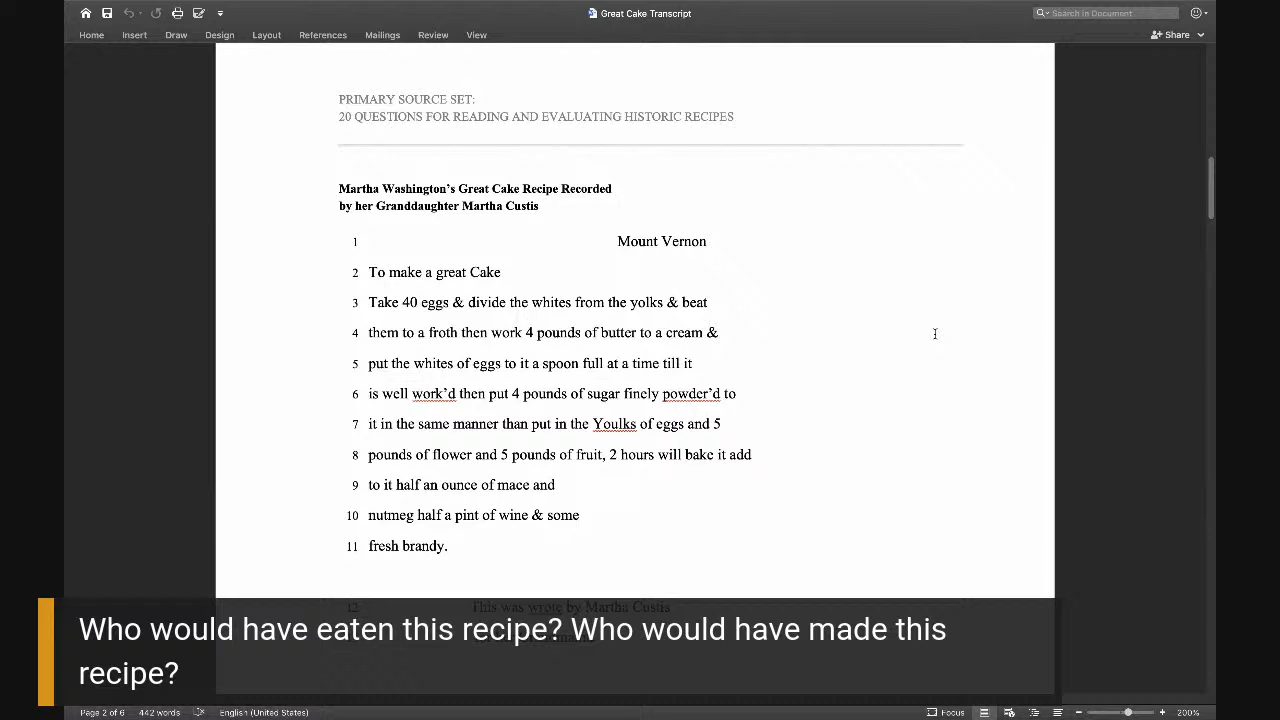 Great Cake Transcript
Search in Document
Home Insert Draw Design Layout References Mailings Review View
Share
PRIMARY SOURCE SET:
20 QUESTIONS FOR READING AND EVALUATING HISTORIC RECIPES
Martha Washington's Great Cake Recipe Recorded
by her Granddaughter Martha Custis
1 Mount Vernon
2 To make a great Cake
3 Take 40 eggs & divide the whites from the yolks & beat
4 them to a froth then work 4 pounds of butter to a cream &
5 put the whites of eggs to it a spoon full at a time till it
6 is well work'd then put 4 pounds of sugar finely powder'd to
7 it in the same manner than put in the Youlks of eggs and 5
8 pounds of flower and 5 pounds of fruit, 2 hours will bake it add
9 to it half an ounce of mace and
10 nutmeg half a pint of wine & some
11 fresh brandy.
12 This was wrote by Martha Custis
Who would have eaten this recipe? Who would have made this
recipe?
Page 2 of 6 442 words English (United States) Focus 200%